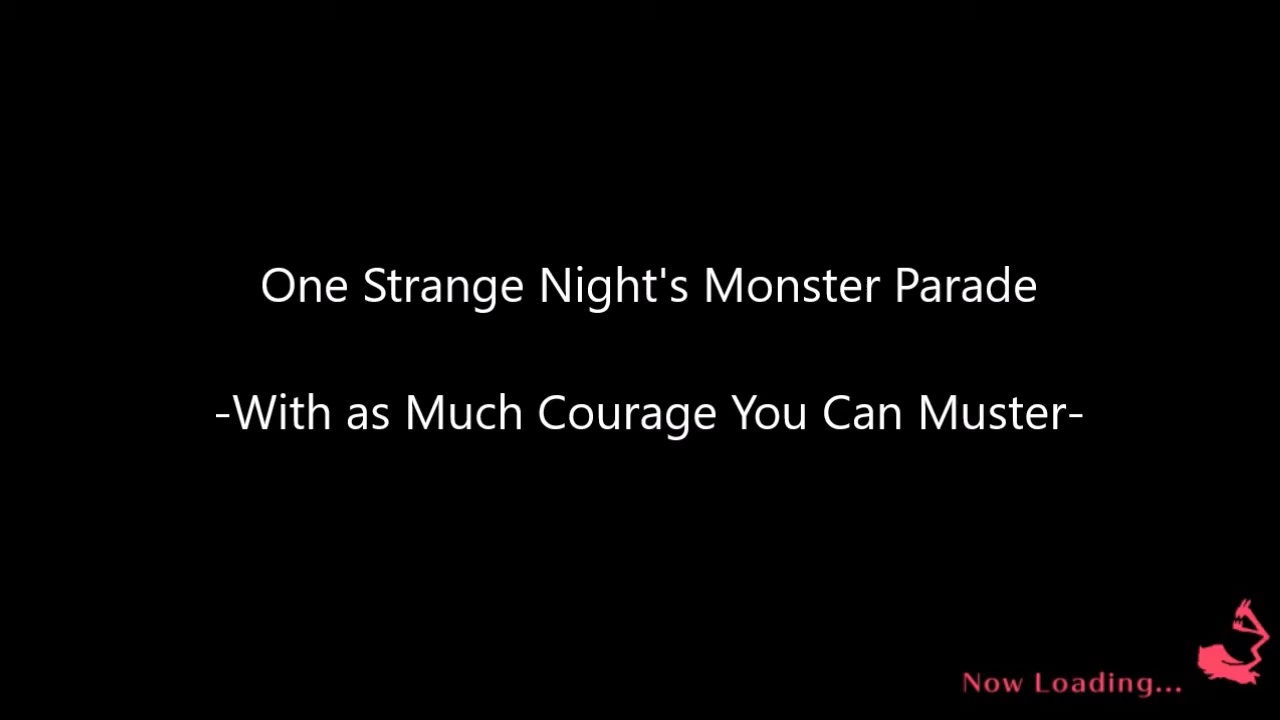 One Strange Night's Monster Parade
-With as Much Courage You Can Muster-
Now Loading...